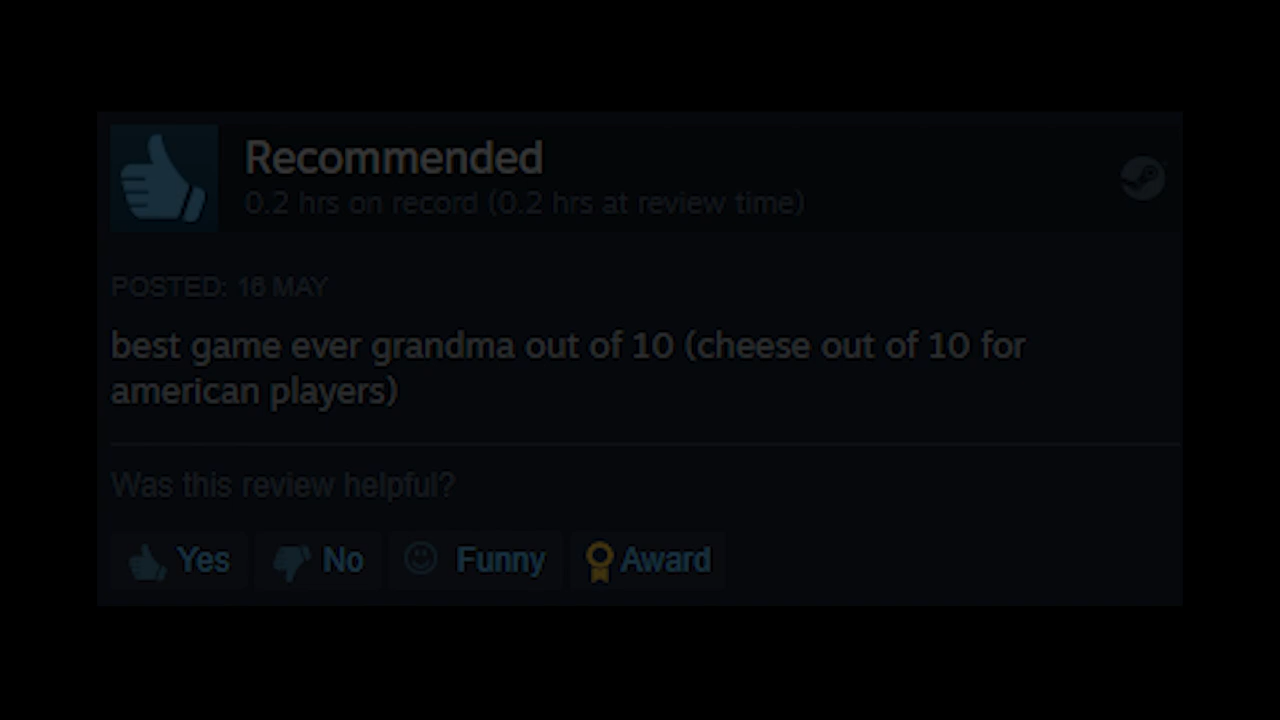 Recommended
0.2 hrs on record (0.2 hrs at review time)
POSTED: 16 MAY
best game ever grandma out of 10 (cheese out of 10 for
american players)
Was this review helpful?
Yes No Funny Award